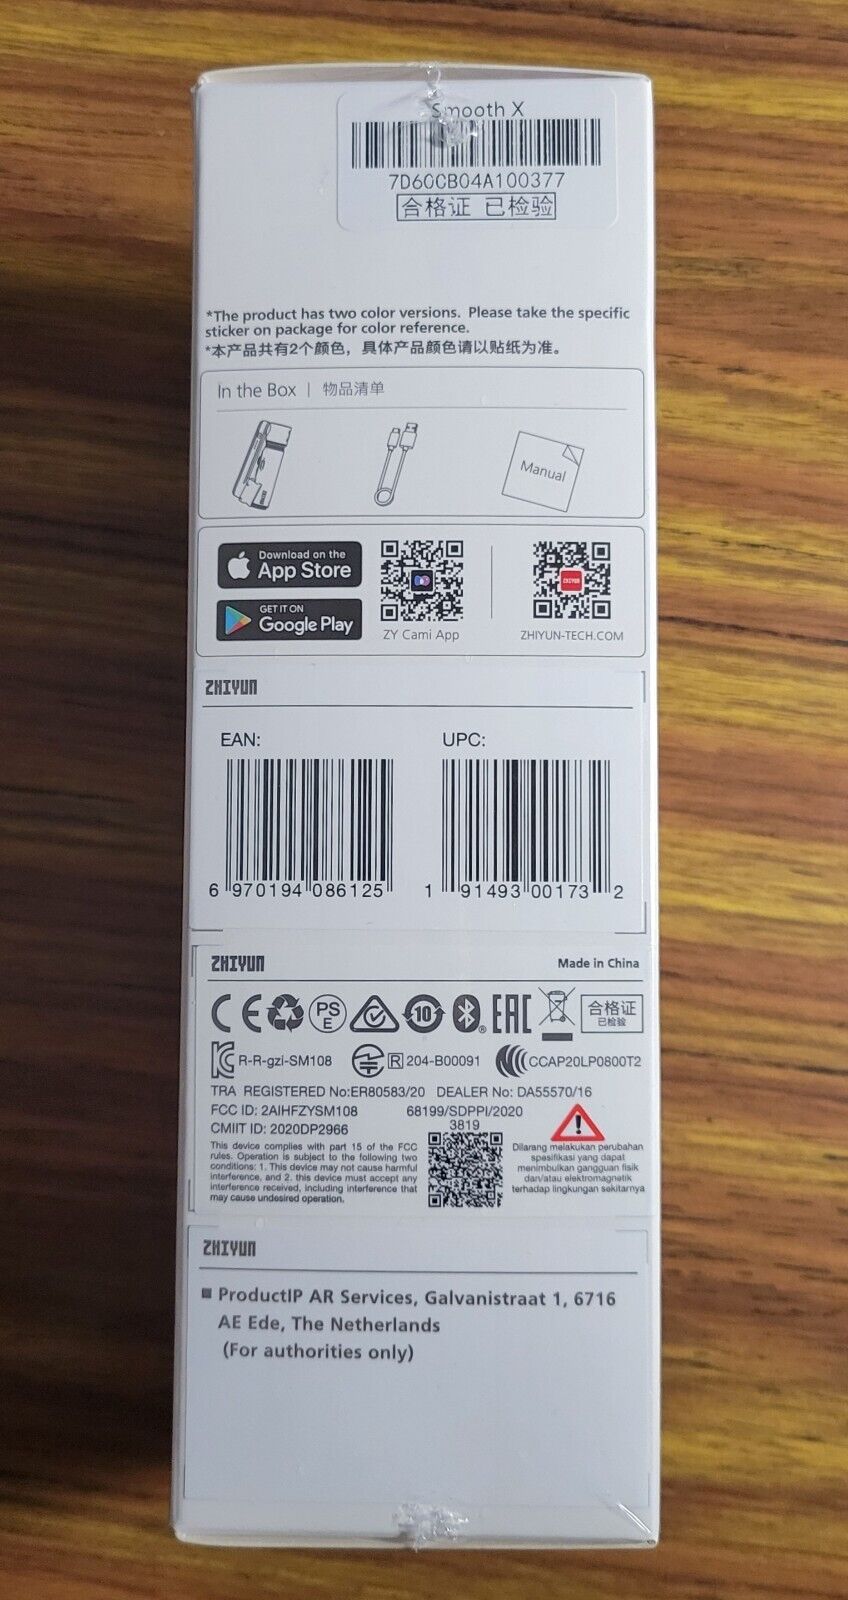 Smooth X
7D60CB04A100377
合格证 已检验
*The product has two color versions. Please take the specific
sticker on package for color reference.
*本产品共有2个颜色，具体产品颜色请以贴纸为准。
In the Box | 物品清单
Manual
Download on the
App Store
GET IT ON
Google Play
ZY Cami App
ZHIYUN
ZHIYUN-TECH.COM
ZHIYUN
EAN:
UPC:
6 970194 086125
1 91493 00173 2
ZHIYUN
Made in China
CE
PS
E
10
EAC
合格证
已检验
R-R-gzi-SM108
R 204-B00091
CCAP20LP0800T2
TRA REGISTERED No:ER80583/20 DEALER No: DA55570/16
FCC ID: 2AIHFZYSM108
68199/SDPPI/2020
CMIIT ID: 2020DP2966
3819
This device complies with part 15 of the FCC
rules. Operation is subject to the following two
conditions: 1. This device may not cause harmful
interference, and 2. this device must accept any
interference received, including interference that
may cause undesired operation.
Dilarang melakukan perubahan
spesifikasi yang dapat
menimbulkan gangguan fisik
dan/atau elektromagnetik
terhadap lingkungan sekitarnya
ZHIYUN
ProductIP AR Services, Galvanistraat 1, 6716
AE Ede, The Netherlands
(For authorities only)